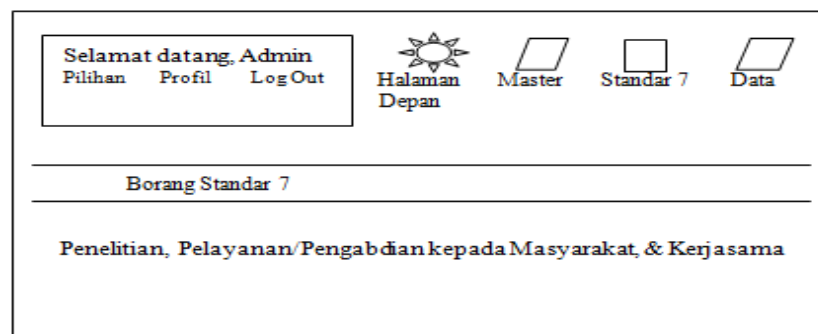 Selamat datang, Admin
Pilihan Profil Log Out
Halaman Depan
Master
Standar 7
Data
Borang Standar 7
Penelitian, Pelayanan/Pengabdian kepada Masyarakat, & Kerjasama